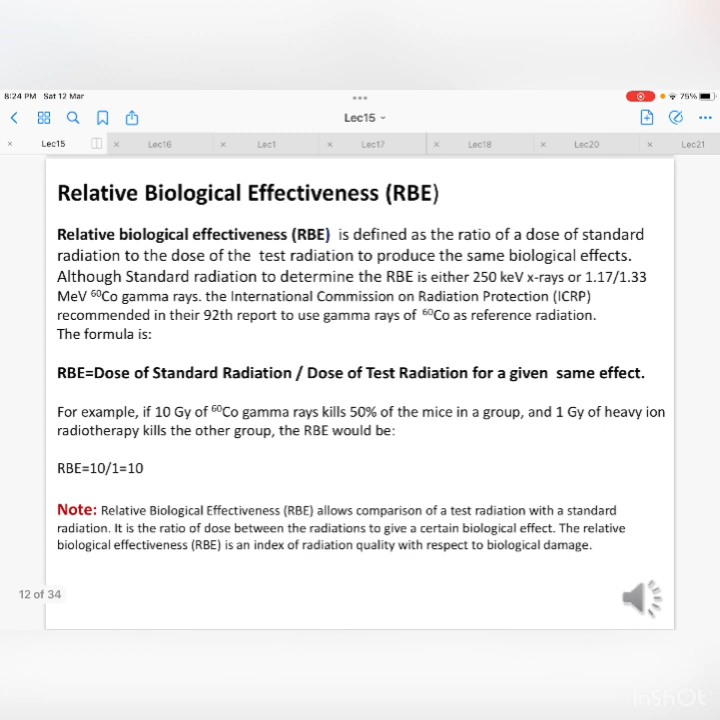 8:24 PM Sat 12 Mar
75%
Lec15
Lec15 Lec16 Lec1 Lec17 Lec18 Lec20 Lec21
Relative Biological Effectiveness (RBE)
Relative biological effectiveness (RBE) is defined as the ratio of a dose of standard
radiation to the dose of the test radiation to produce the same biological effects.
Although Standard radiation to determine the RBE is either 250 keV x-rays or 1.17/1.33
MeV ⁶⁰Co gamma rays. the International Commission on Radiation Protection (ICRP)
recommended in their 92th report to use gamma rays of ⁶⁰Co as reference radiation.
The formula is:
RBE=Dose of Standard Radiation / Dose of Test Radiation for a given same effect.
For example, if 10 Gy of ⁶⁰Co gamma rays kills 50% of the mice in a group, and 1 Gy of heavy ion
radiotherapy kills the other group, the RBE would be:
RBE=10/1=10
Note: Relative Biological Effectiveness (RBE) allows comparison of a test radiation with a standard
radiation. It is the ratio of dose between the radiations to give a certain biological effect. The relative
biological effectiveness (RBE) is an index of radiation quality with respect to biological damage.
12 of 34
InShOt